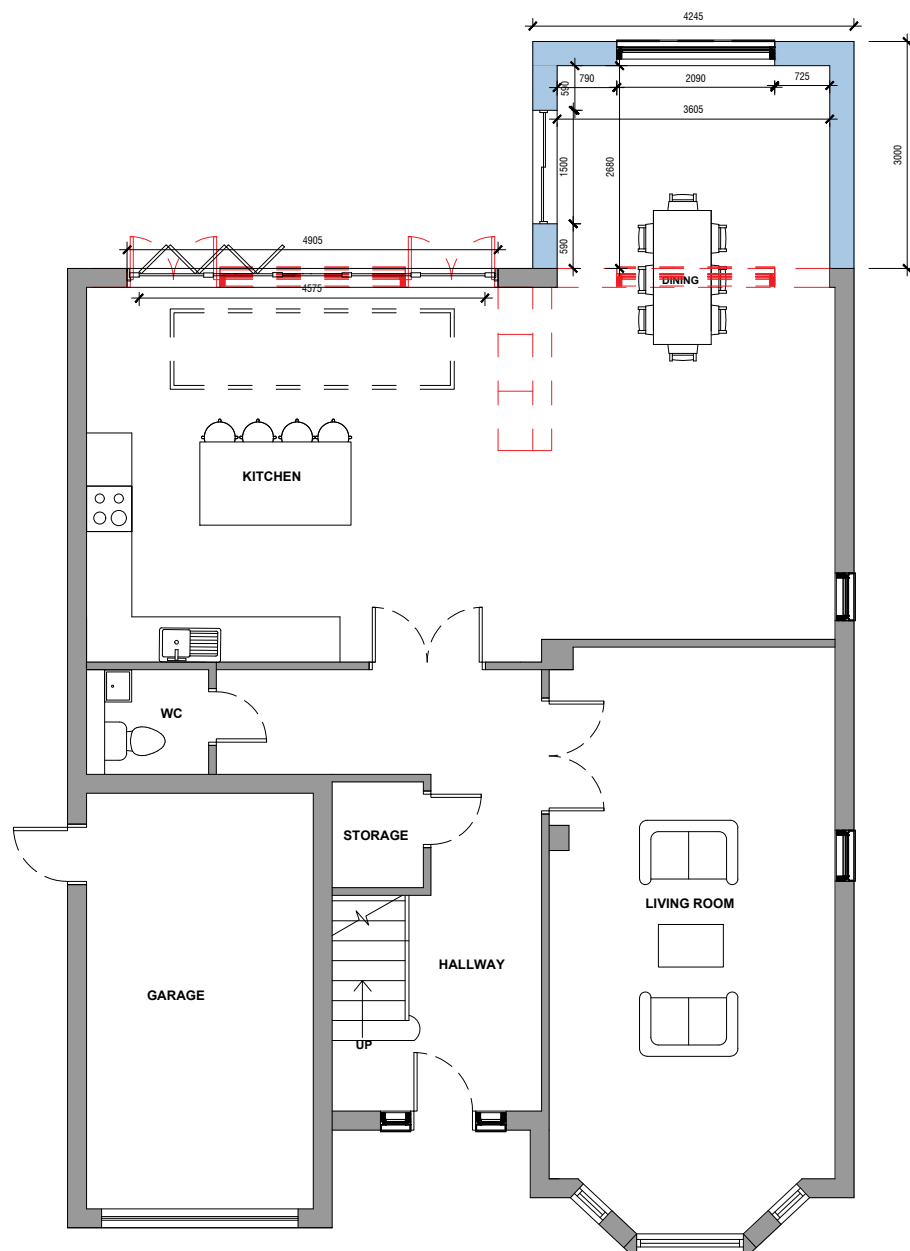 4245
790
2090
725
590
3605
3000
1500
2680
590
4905
4575
DINING
KITCHEN
WC
STORAGE
LIVING ROOM
HALLWAY
GARAGE
UP